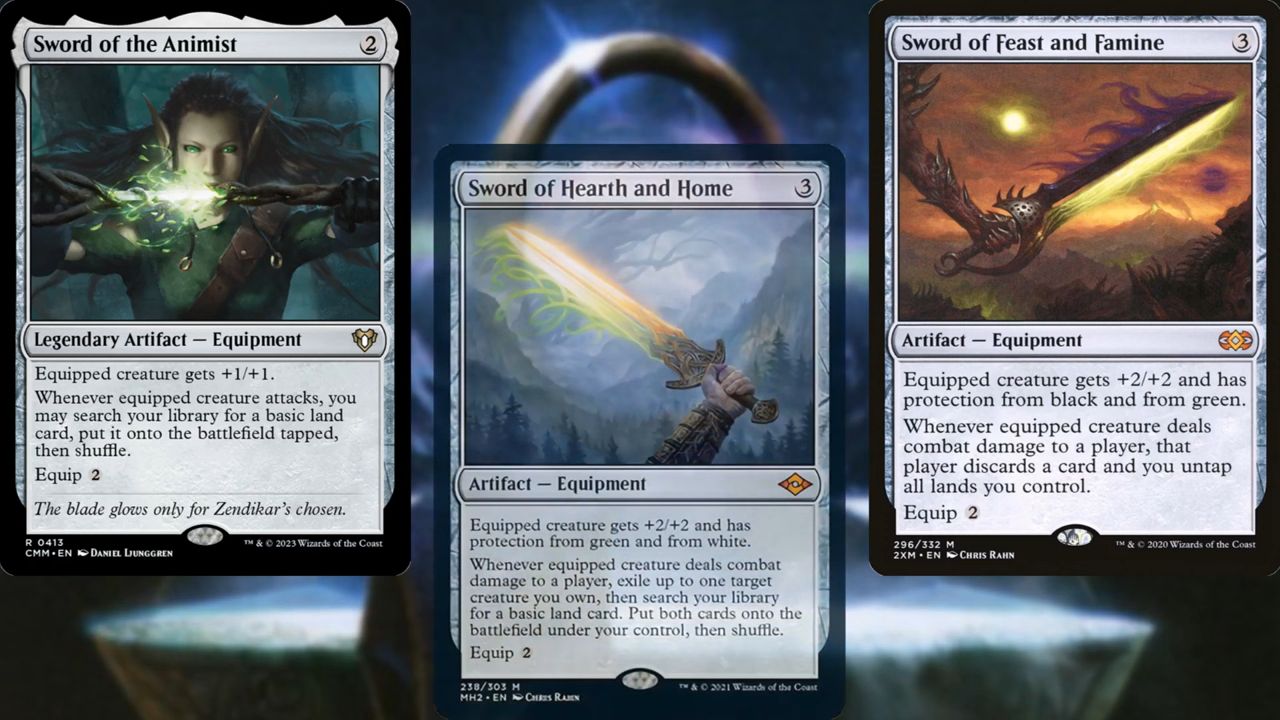 Sword of the Animist 2
Legendary Artifact — Equipment
Equipped creature gets +1/+1.
Whenever equipped creature attacks, you
may search your library for a basic land
card, put it onto the battlefield tapped,
then shuffle.
Equip 2
The blade glows only for Zendikar's chosen.
R 0413
CMM • EN Daniel Ljunggren
™ & © 2023 Wizards of the Coast
Sword of Hearth and Home 3
Artifact — Equipment
Equipped creature gets +2/+2 and has
protection from green and from white.
Whenever equipped creature deals combat
damage to a player, exile up to one target
creature you own, then search your library
for a basic land card. Put both cards onto the
battlefield under your control, then shuffle.
Equip 2
238/303 M
MH2 • EN Chris Rahn
™ & © 2021 Wizards of the Coast
Sword of Feast and Famine 3
Artifact — Equipment
Equipped creature gets +2/+2 and has
protection from black and from green.
Whenever equipped creature deals
combat damage to a player, that
player discards a card and you untap
all lands you control.
Equip 2
296/332 M
2XM • EN Chris Rahn
™ & © 2020 Wizards of the Coast